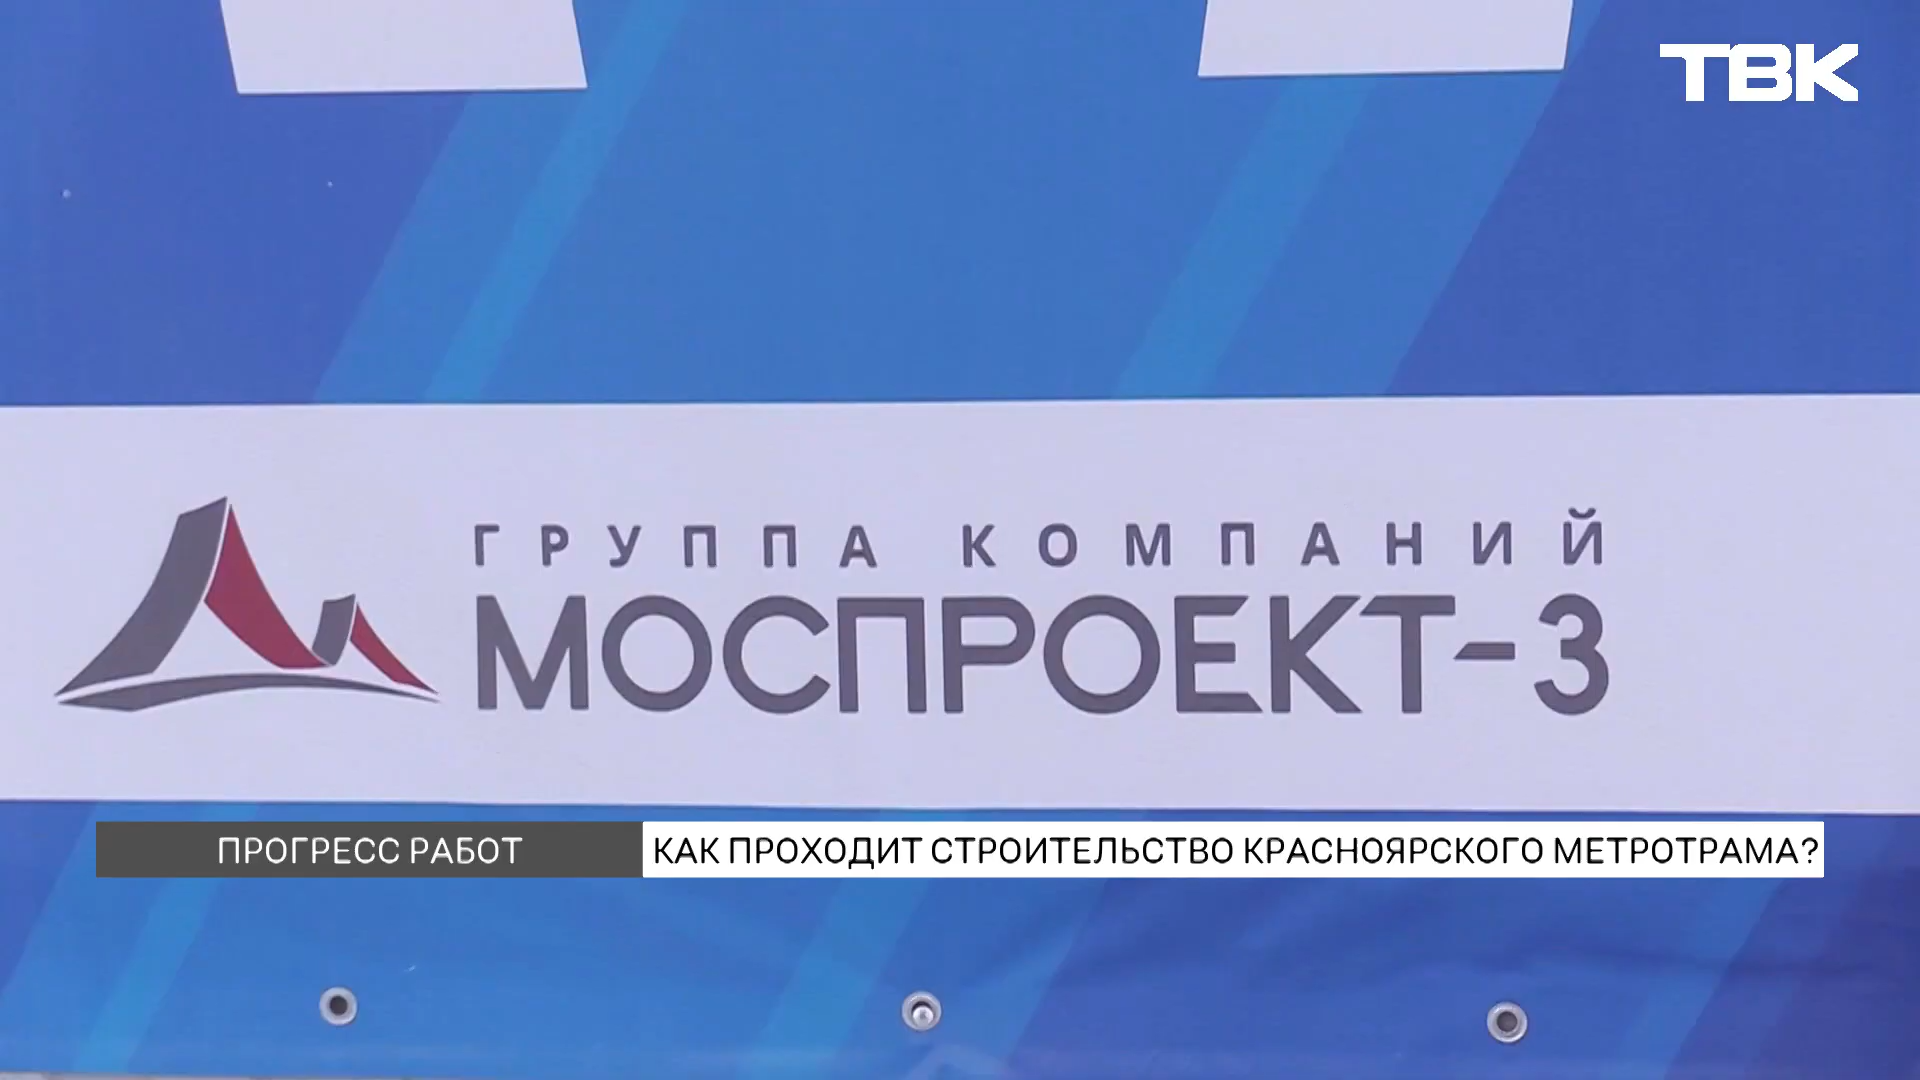 ТВК
ГРУППА КОМПАНИЙ
МОСПРОЕКТ-3
ПРОГРЕСС РАБОТ
КАК ПРОХОДИТ СТРОИТЕЛЬСТВО КРАСНОЯРСКОГО МЕТРОТРАМА?